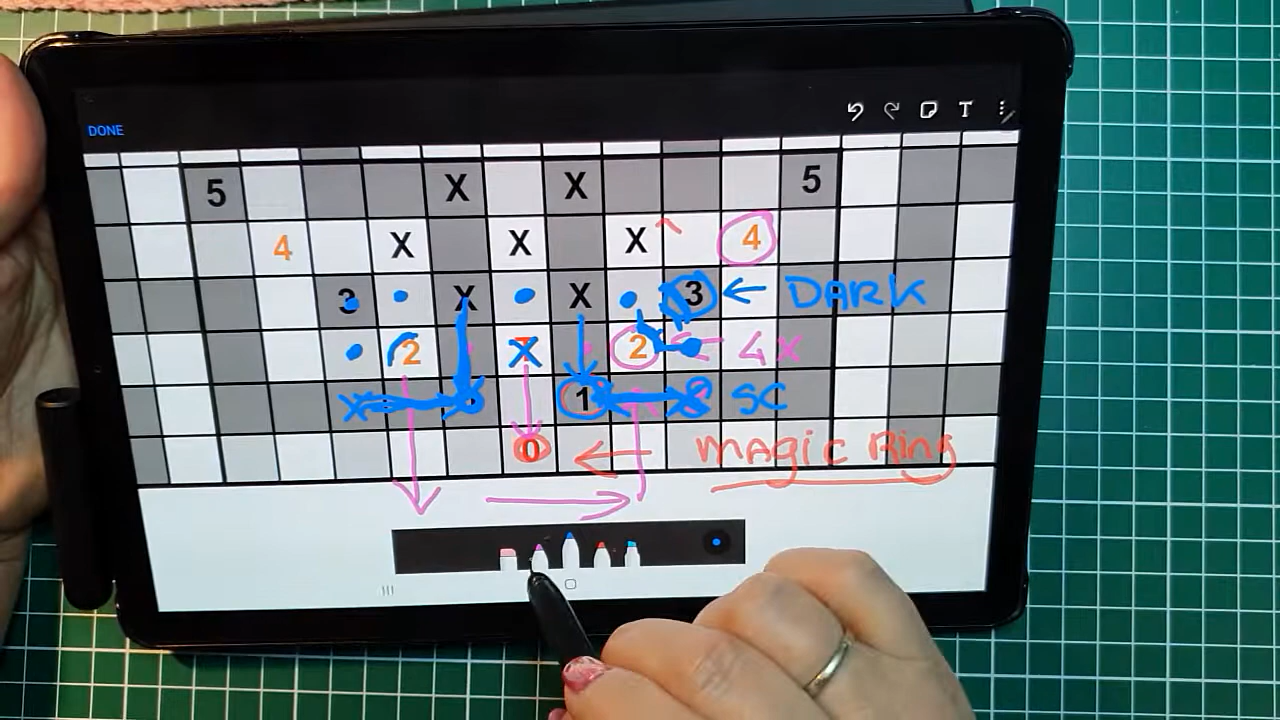 DONE T
5 X X 5
4 X X X 4
3 X X 3 ← DARK
2 X 2 ← 4x
x 1 SC
0 ← magic Ring